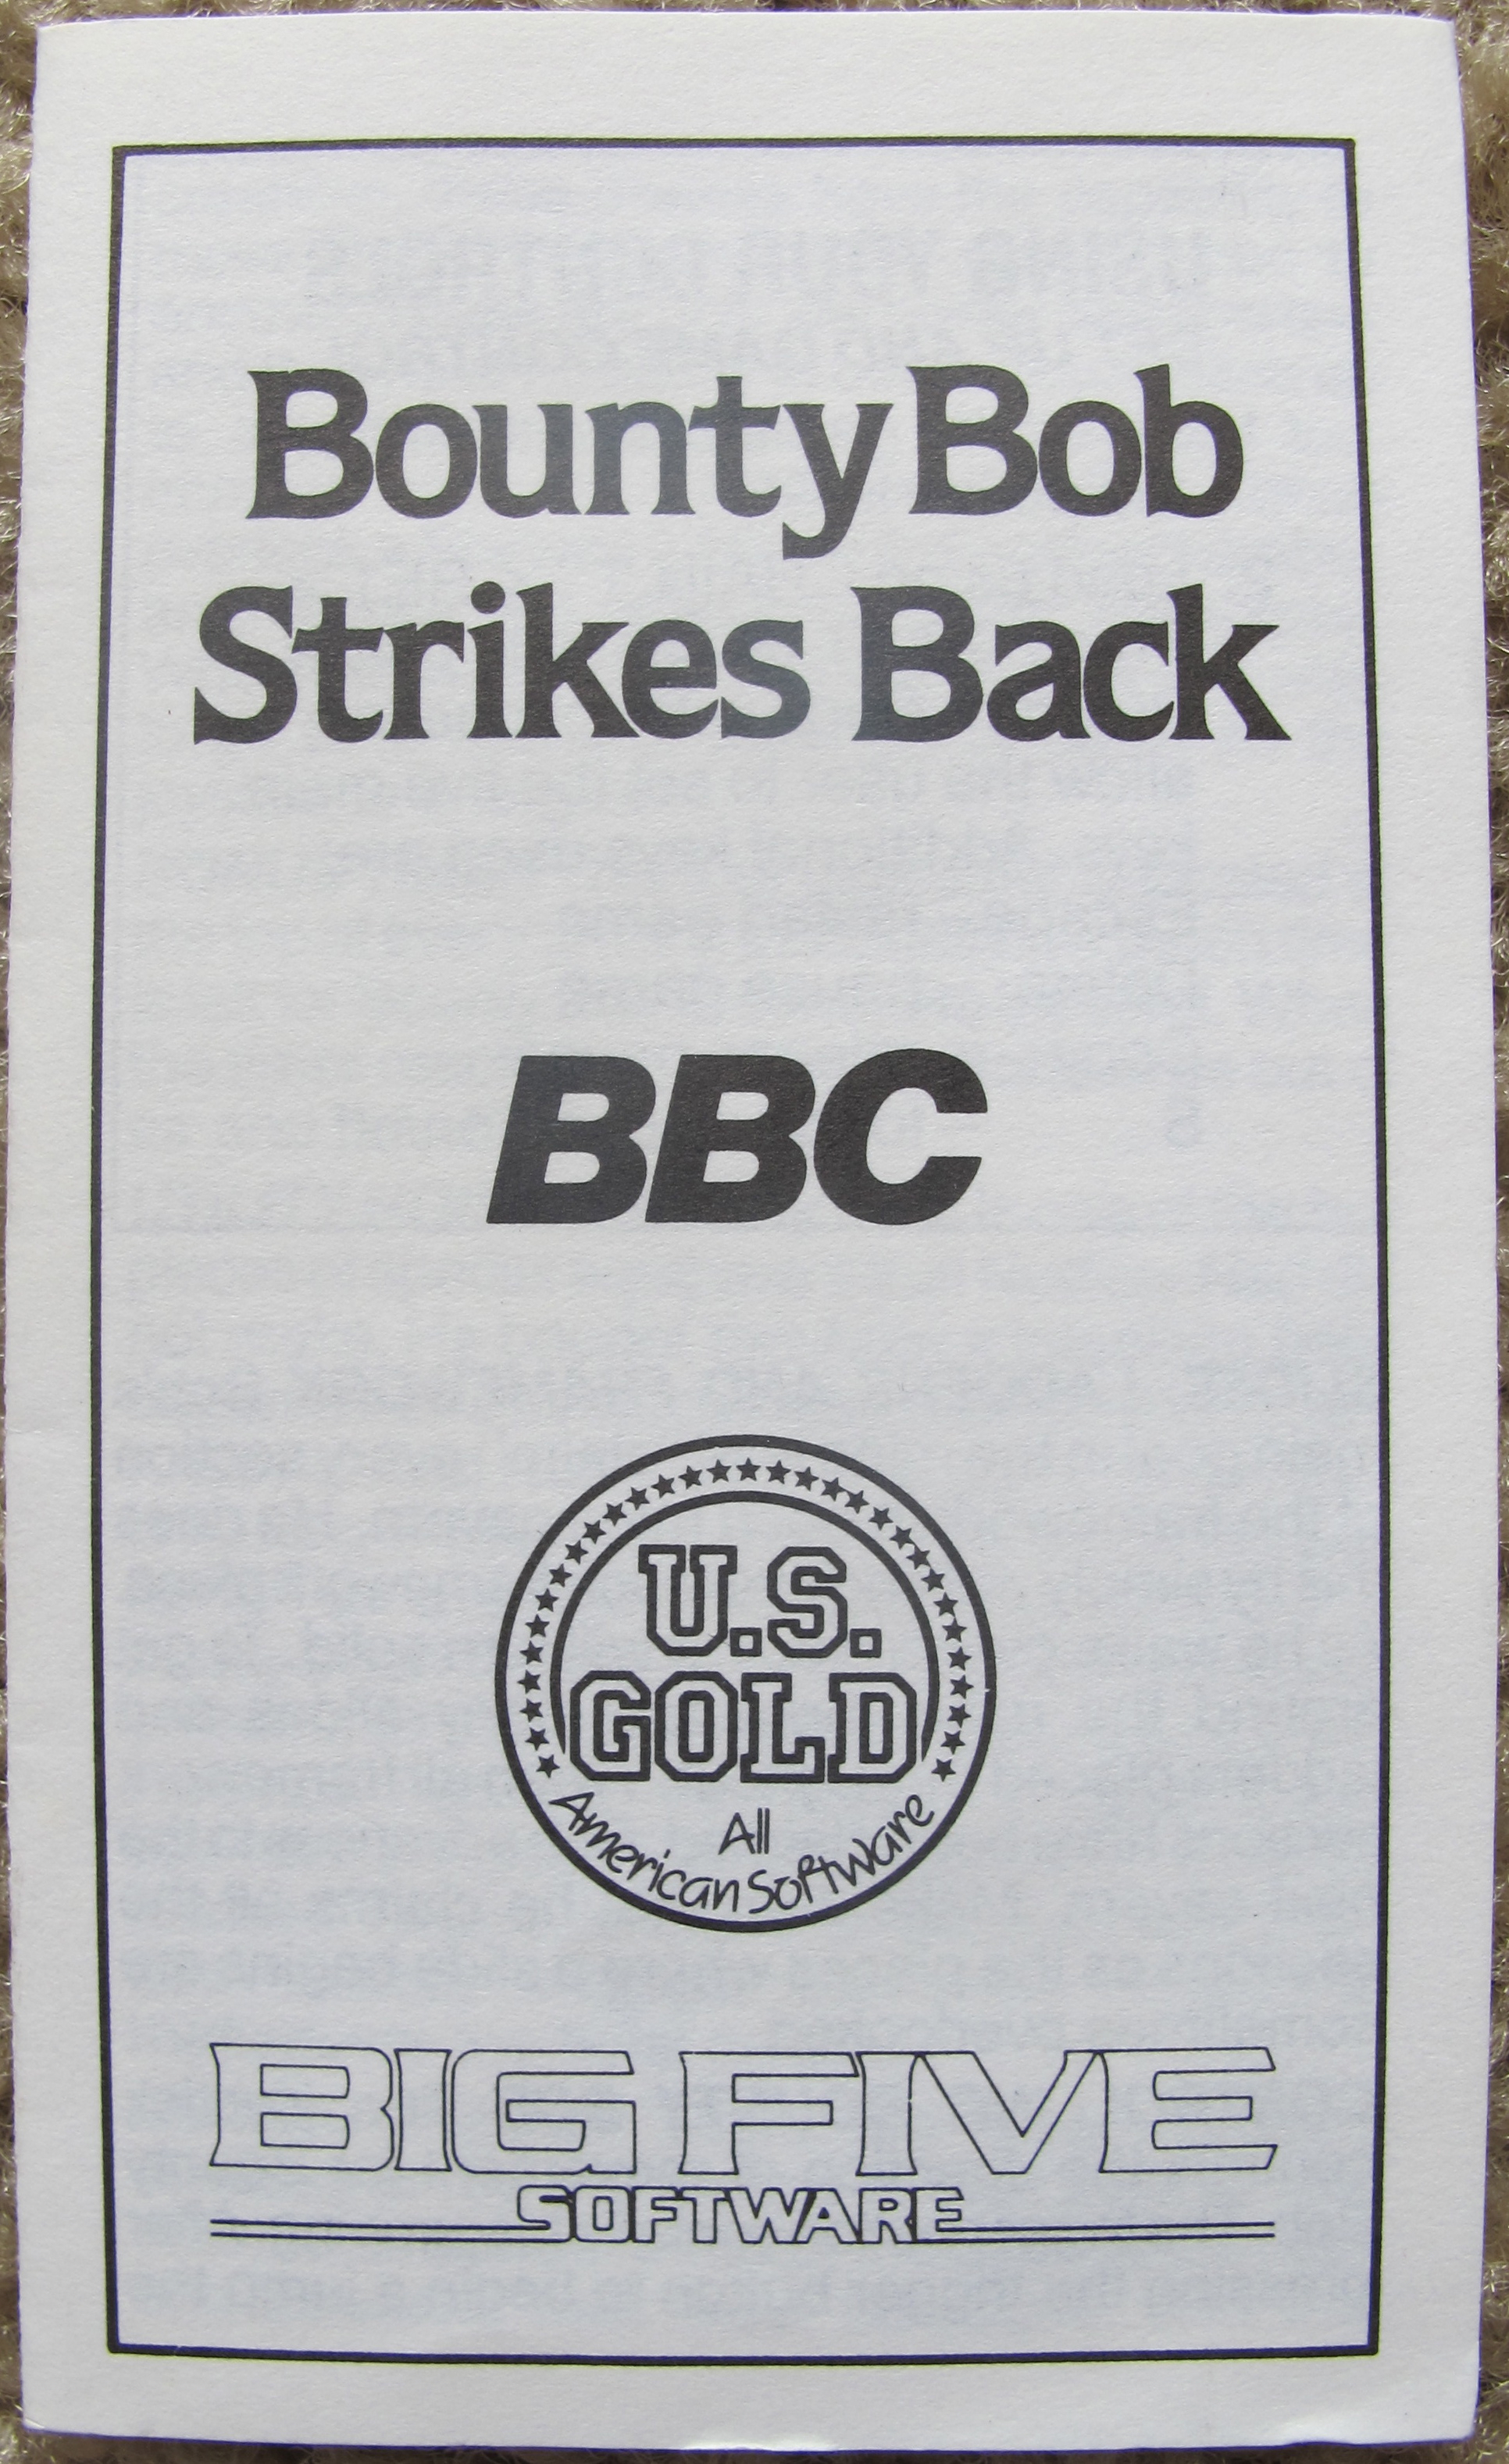 Bounty Bob
Strikes Back
BBC
U.S.
GOLD
All
American Software
BIG FIVE
SOFTWARE